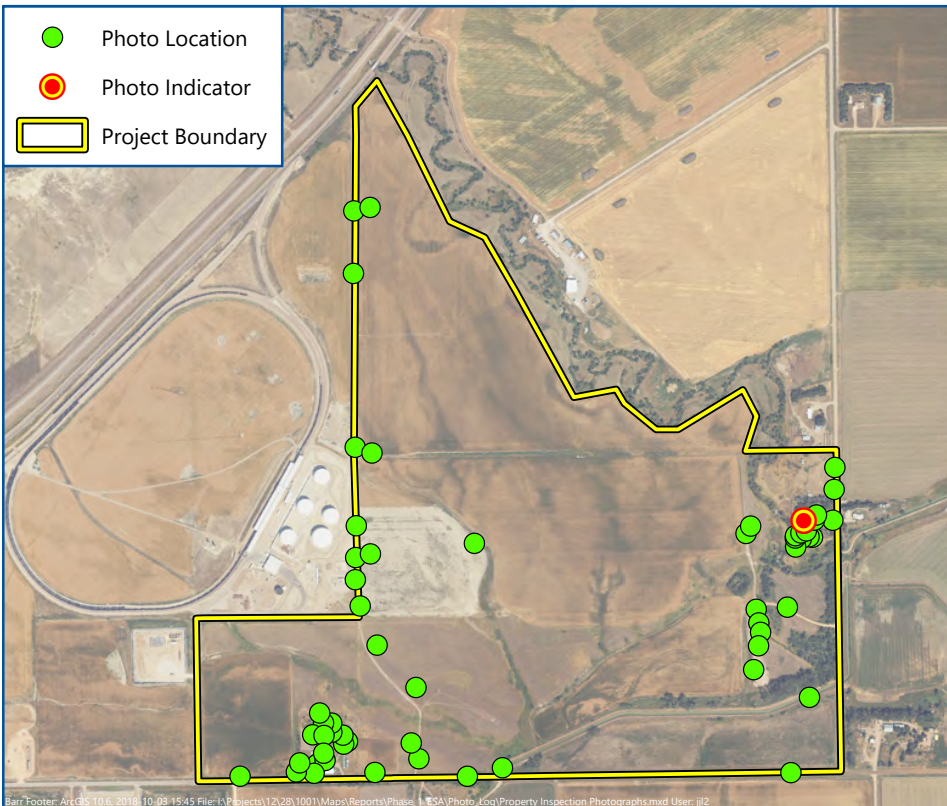 Photo Location
Photo Indicator
Project Boundary
Barr Footer: ArcGIS 10.6, 2018-10-03 15:45 File: I:\Projects\12\28\1001\Maps\Reports\Phase_I_ESA\Photo_Log\Property Inspection Photographs.mxd User: jjl2